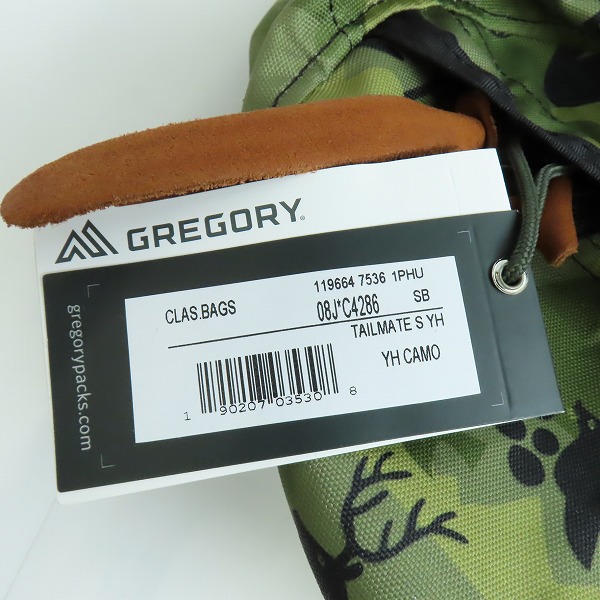 GREGORY®
gregorypacks.com
119664 7536 1PHU
CLAS.BAGS 08J*C4286 SB
TAILMATE S YH
YH CAMO
1 90207 03530 8